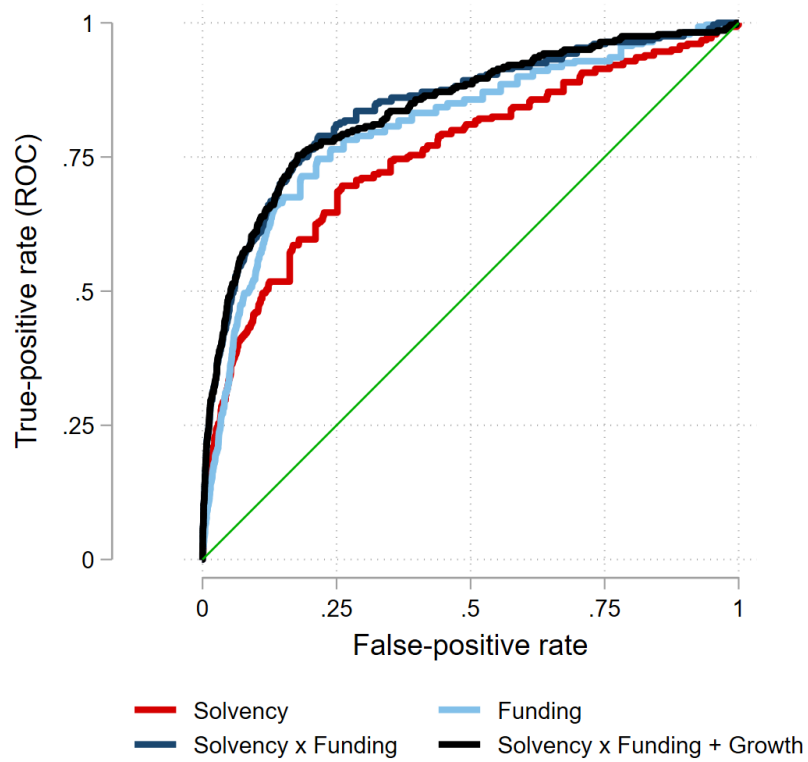 True-positive rate (ROC)
1
.75
.5
.25
0
0 .25 .5 .75 1
False-positive rate
Solvency Funding
Solvency x Funding Solvency x Funding + Growth